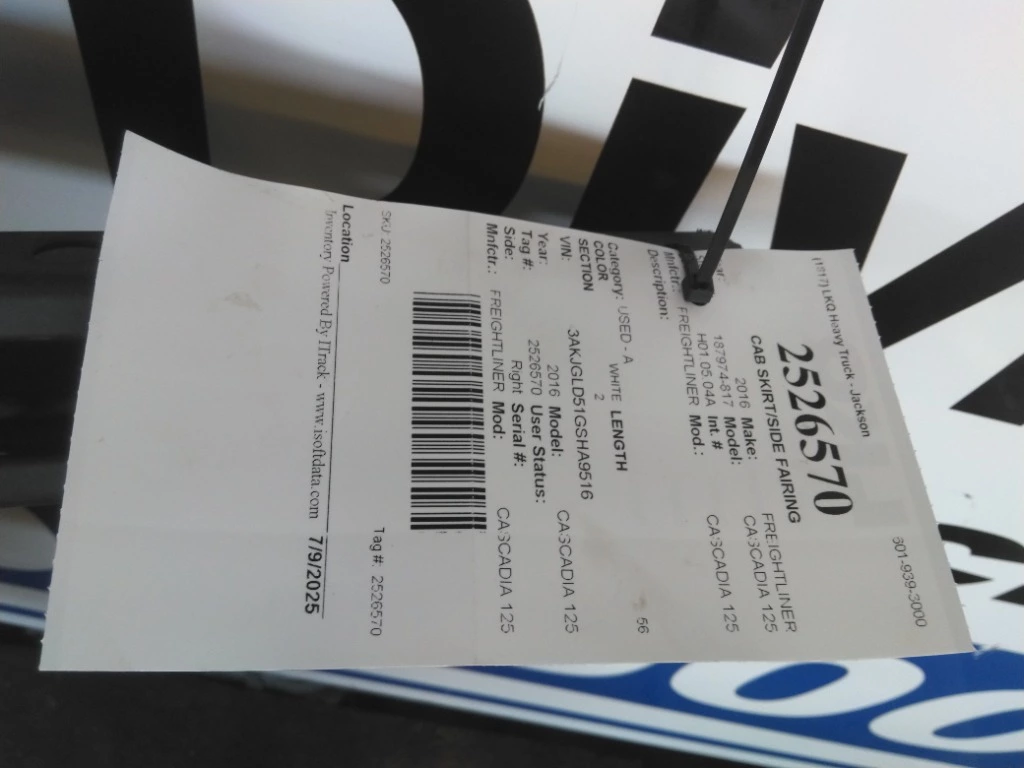 (1817) LKQ Heavy Truck - Jackson 601-939-3000
2526570
CAB SKIRT/SIDE FAIRING
2016 Make: FREIGHTLINER
187974-817 Model: CASCADIA 125
H01.05.04A Int. #
Mnfctr.: FREIGHTLINER Mod.: CASCADIA 125
Description:
Category: USED - A
COLOR WHITE LENGTH 56
SECTION 2
VIN: 3AKJGLD51GSHA9516
Year: 2016 Model: CASCADIA 125
Tag #: 2526570 User Status:
Side: Right Serial #:
Mnfctr.: FREIGHTLINER Mod: CASCADIA 125
SKU: 2526570 Tag #: 2526570
Location
Inventory Powered By ITrack - www.isoftdata.com 7/9/2025